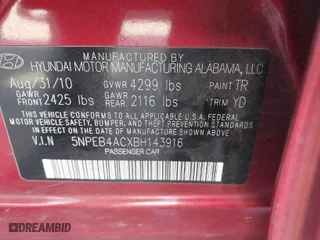 HYUNDAI MOTOR MANUFACTURING ALABAMA, LLC
Aug/31/10 GVWR 4299 lbs PAINT TR
GAWR FRONT 2425 lbs GAWR REAR 2116 lbs TRIM YD
THIS VEHICLE CONFORMS TO ALL APPLICABLE
U.S.A. FEDERAL MOTOR VEHICLE SAFETY, BUMPER, AND
THEFT PREVENTION STANDARDS IN EFFECT ON THE
DATE OF MANUFACTURE SHOWN ABOVE.
V.I.N 5NPEB4ACXBH143916
PASSENGER CAR
© DREAMBID